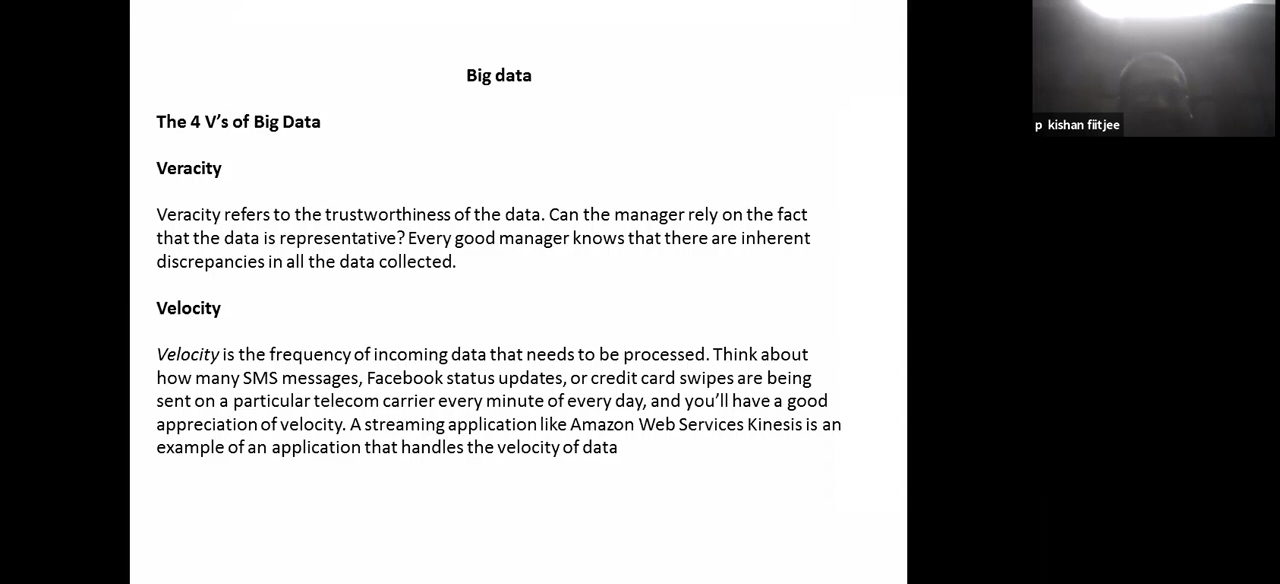 Big data
The 4 V’s of Big Data
Veracity
Veracity refers to the trustworthiness of the data. Can the manager rely on the fact
that the data is representative? Every good manager knows that there are inherent
discrepancies in all the data collected.
Velocity
Velocity is the frequency of incoming data that needs to be processed. Think about
how many SMS messages, Facebook status updates, or credit card swipes are being
sent on a particular telecom carrier every minute of every day, and you’ll have a good
appreciation of velocity. A streaming application like Amazon Web Services Kinesis is an
example of an application that handles the velocity of data
p kishan fiitjee